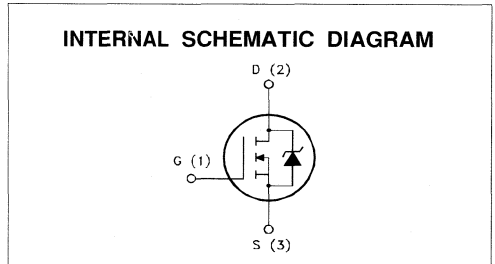 INTERNAL SCHEMATIC DIAGRAM
D (2)
G (1)
S (3)